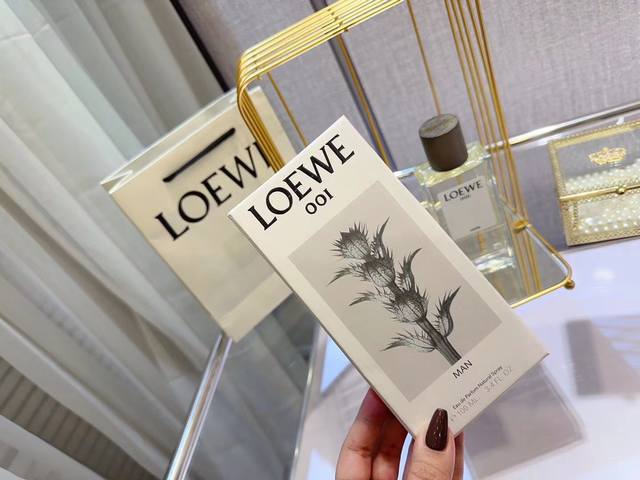 LOEWE
LOEWE
001
MAN
Eau de Parfum Natural Spray
100 ML 3.4 FL. OZ
LOEWE